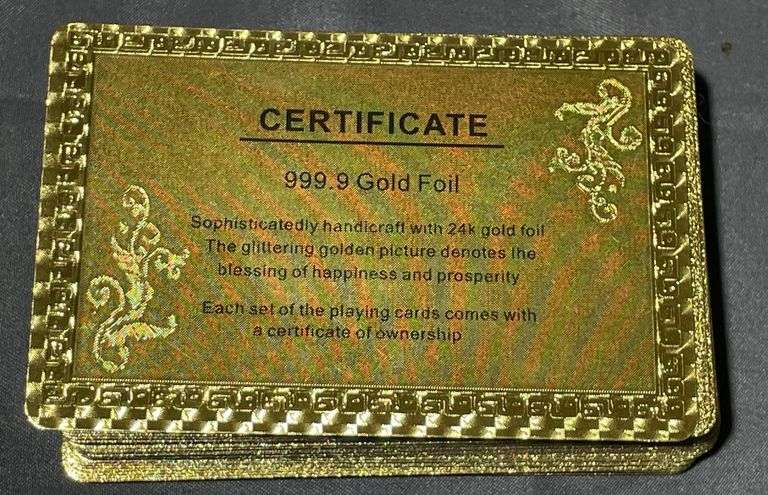 CERTIFICATE
999.9 Gold Foil
Sophisticatedly handicraft with 24k gold foil
The glittering golden picture denotes the
blessing of happiness and prosperity
Each set of the playing cards comes with
a certificate of ownership